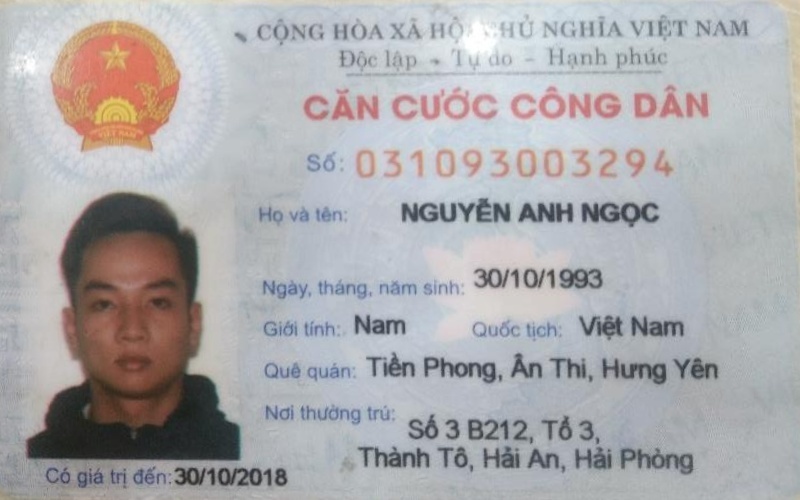 CỘNG HÒA XÃ HỘI CHỦ NGHĨA VIỆT NAM
Độc lập - Tự do - Hạnh phúc
CĂN CƯỚC CÔNG DÂN
Số: 031093003294
Họ và tên: NGUYỄN ANH NGỌC
Ngày, tháng, năm sinh: 30/10/1993
Giới tính: Nam Quốc tịch: Việt Nam
Quê quán: Tiền Phong, Ân Thi, Hưng Yên
Nơi thường trú: Số 3 B212, Tổ 3,
Thành Tô, Hải An, Hải Phòng
Có giá trị đến: 30/10/2018
VIỆT NAM